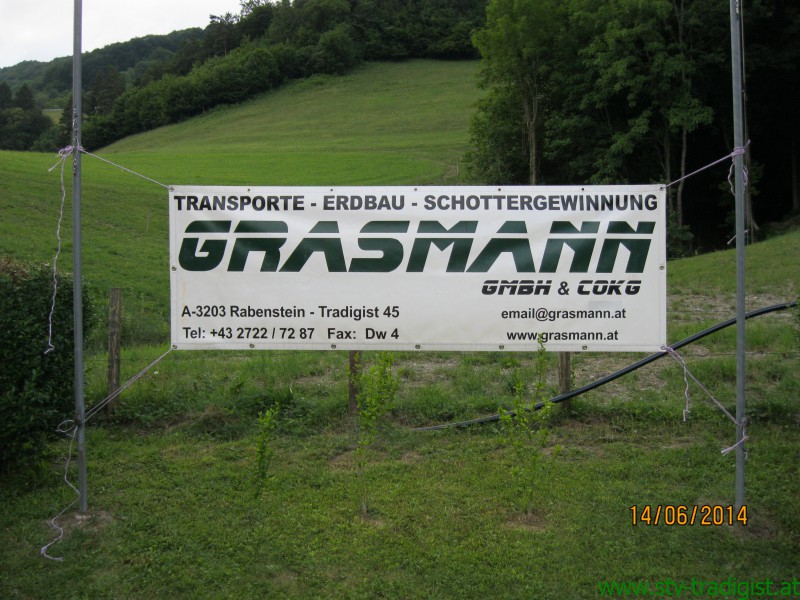 TRANSPORTE - ERDBAU - SCHOTTERGEWINNUNG
GRASMANN
GMBH & COKG
A-3203 Rabenstein - Tradigist 45
email@grasmann.at
Tel: +43 2722 / 72 87 Fax: Dw 4
www.grasmann.at
14/06/2014
www.stv-tradigist.at